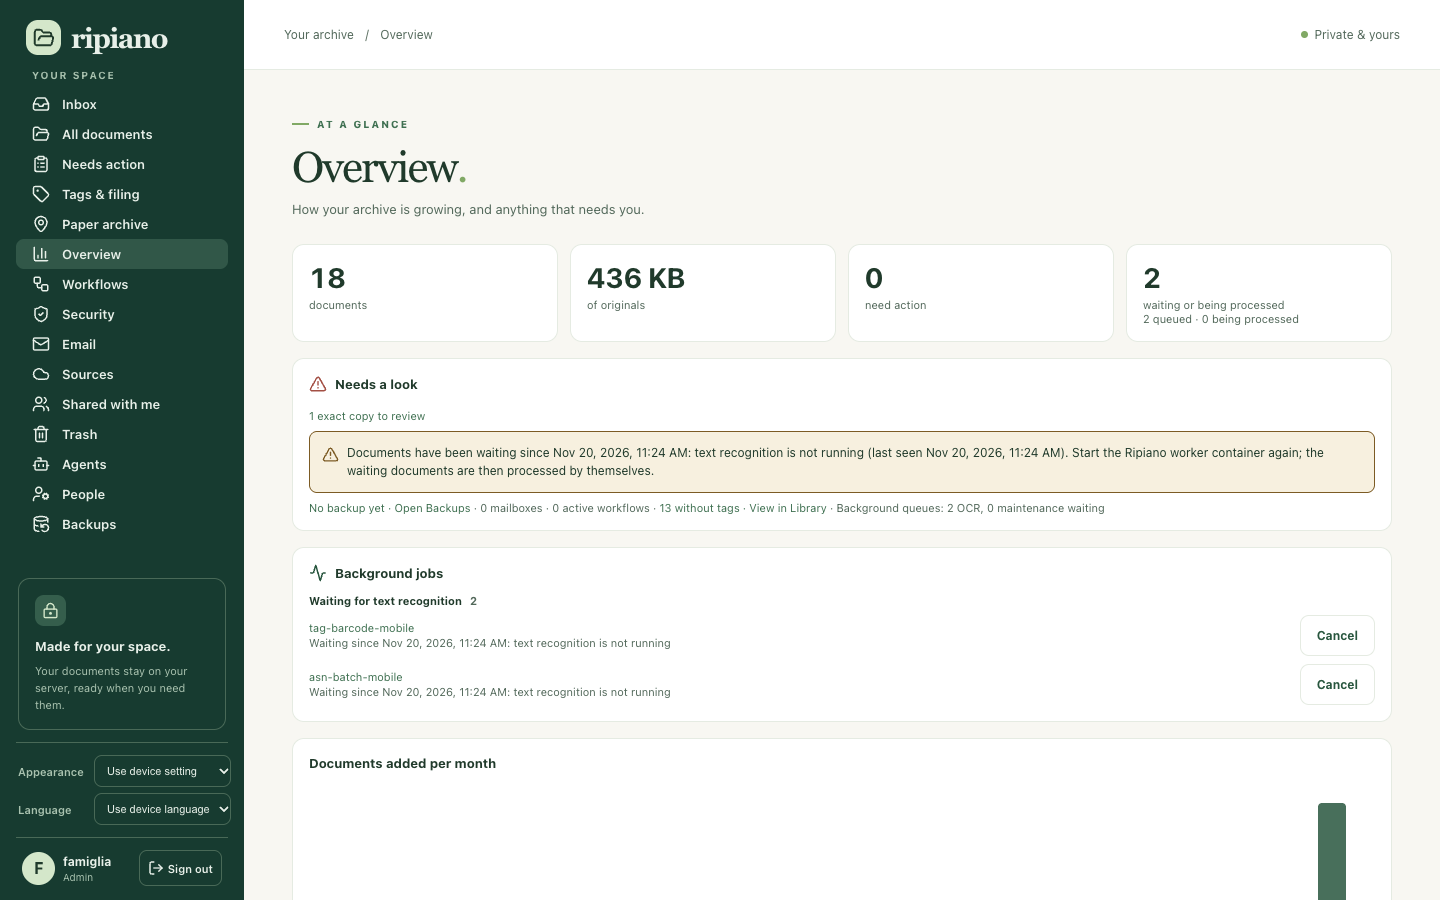 ripiano
YOUR SPACE
Inbox
All documents
Needs action
Tags & filing
Paper archive
Overview
Workflows
Security
Email
Sources
Shared with me
Trash
Agents
People
Backups
Made for your space.
Your documents stay on your
server, ready when you need
them.
Appearance
Use device setting
Language
Use device language
F
famiglia
Admin
Sign out
Your archive / Overview
Private & yours
AT A GLANCE
Overview.
How your archive is growing, and anything that needs you.
18
documents
436 KB
of originals
0
need action
2
waiting or being processed
2 queued · 0 being processed
Needs a look
1 exact copy to review
Documents have been waiting since Nov 20, 2026, 11:24 AM: text recognition is not running (last seen Nov 20, 2026, 11:24 AM). Start the Ripiano worker container again; the
waiting documents are then processed by themselves.
No backup yet · Open Backups · 0 mailboxes · 0 active workflows · 13 without tags · View in Library · Background queues: 2 OCR, 0 maintenance waiting
Background jobs
Waiting for text recognition 2
tag-barcode-mobile
Waiting since Nov 20, 2026, 11:24 AM: text recognition is not running
Cancel
asn-batch-mobile
Waiting since Nov 20, 2026, 11:24 AM: text recognition is not running
Cancel
Documents added per month